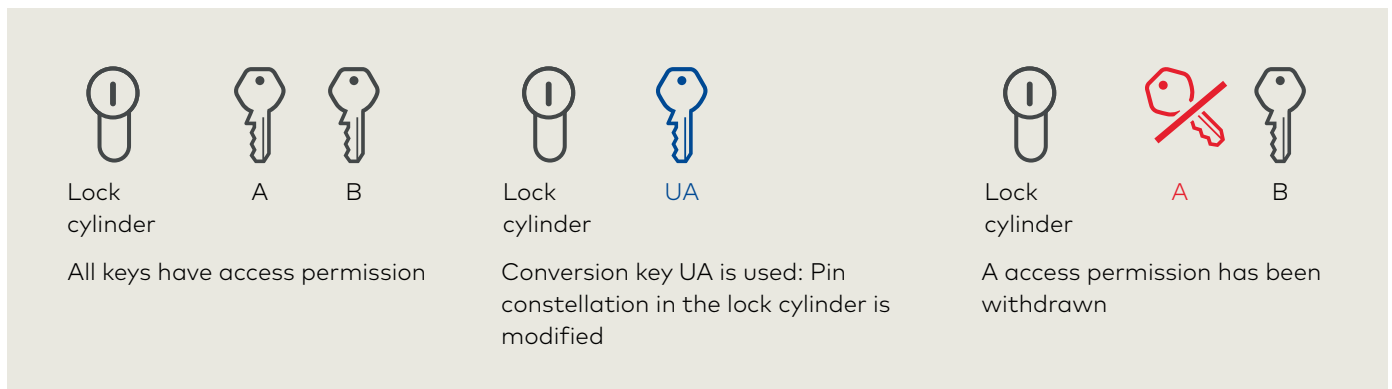 Lock
cylinder
A
B
All keys have access permission
Lock
cylinder
UA
Conversion key UA is used: Pin
constellation in the lock cylinder is
modified
Lock
cylinder
A
B
A access permission has been
withdrawn